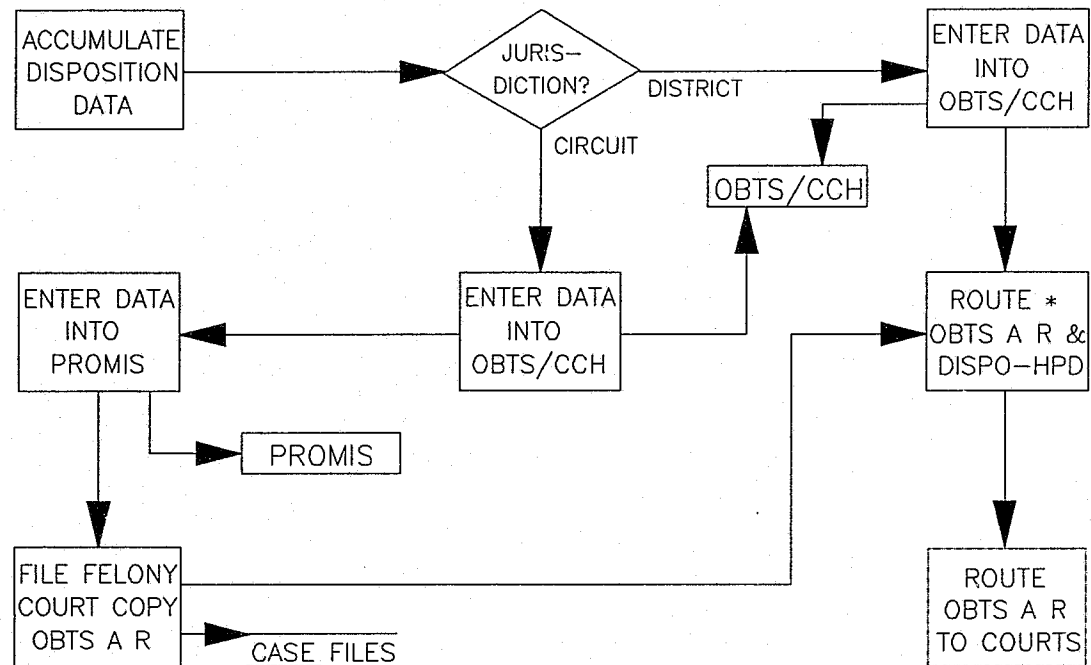 ACCUMULATE
DISPOSITION
DATA
JURIS-
DICTION?
DISTRICT
CIRCUIT
ENTER DATA
INTO
OBTS/CCH
OBTS/CCH
ENTER DATA
INTO
PROMIS
ENTER DATA
INTO
OBTS/CCH
ROUTE *
OBTS A R &
DISPO-HPD
PROMIS
FILE FELONY
COURT COPY
OBTS A R
CASE FILES
ROUTE
OBTS A R
TO COURTS